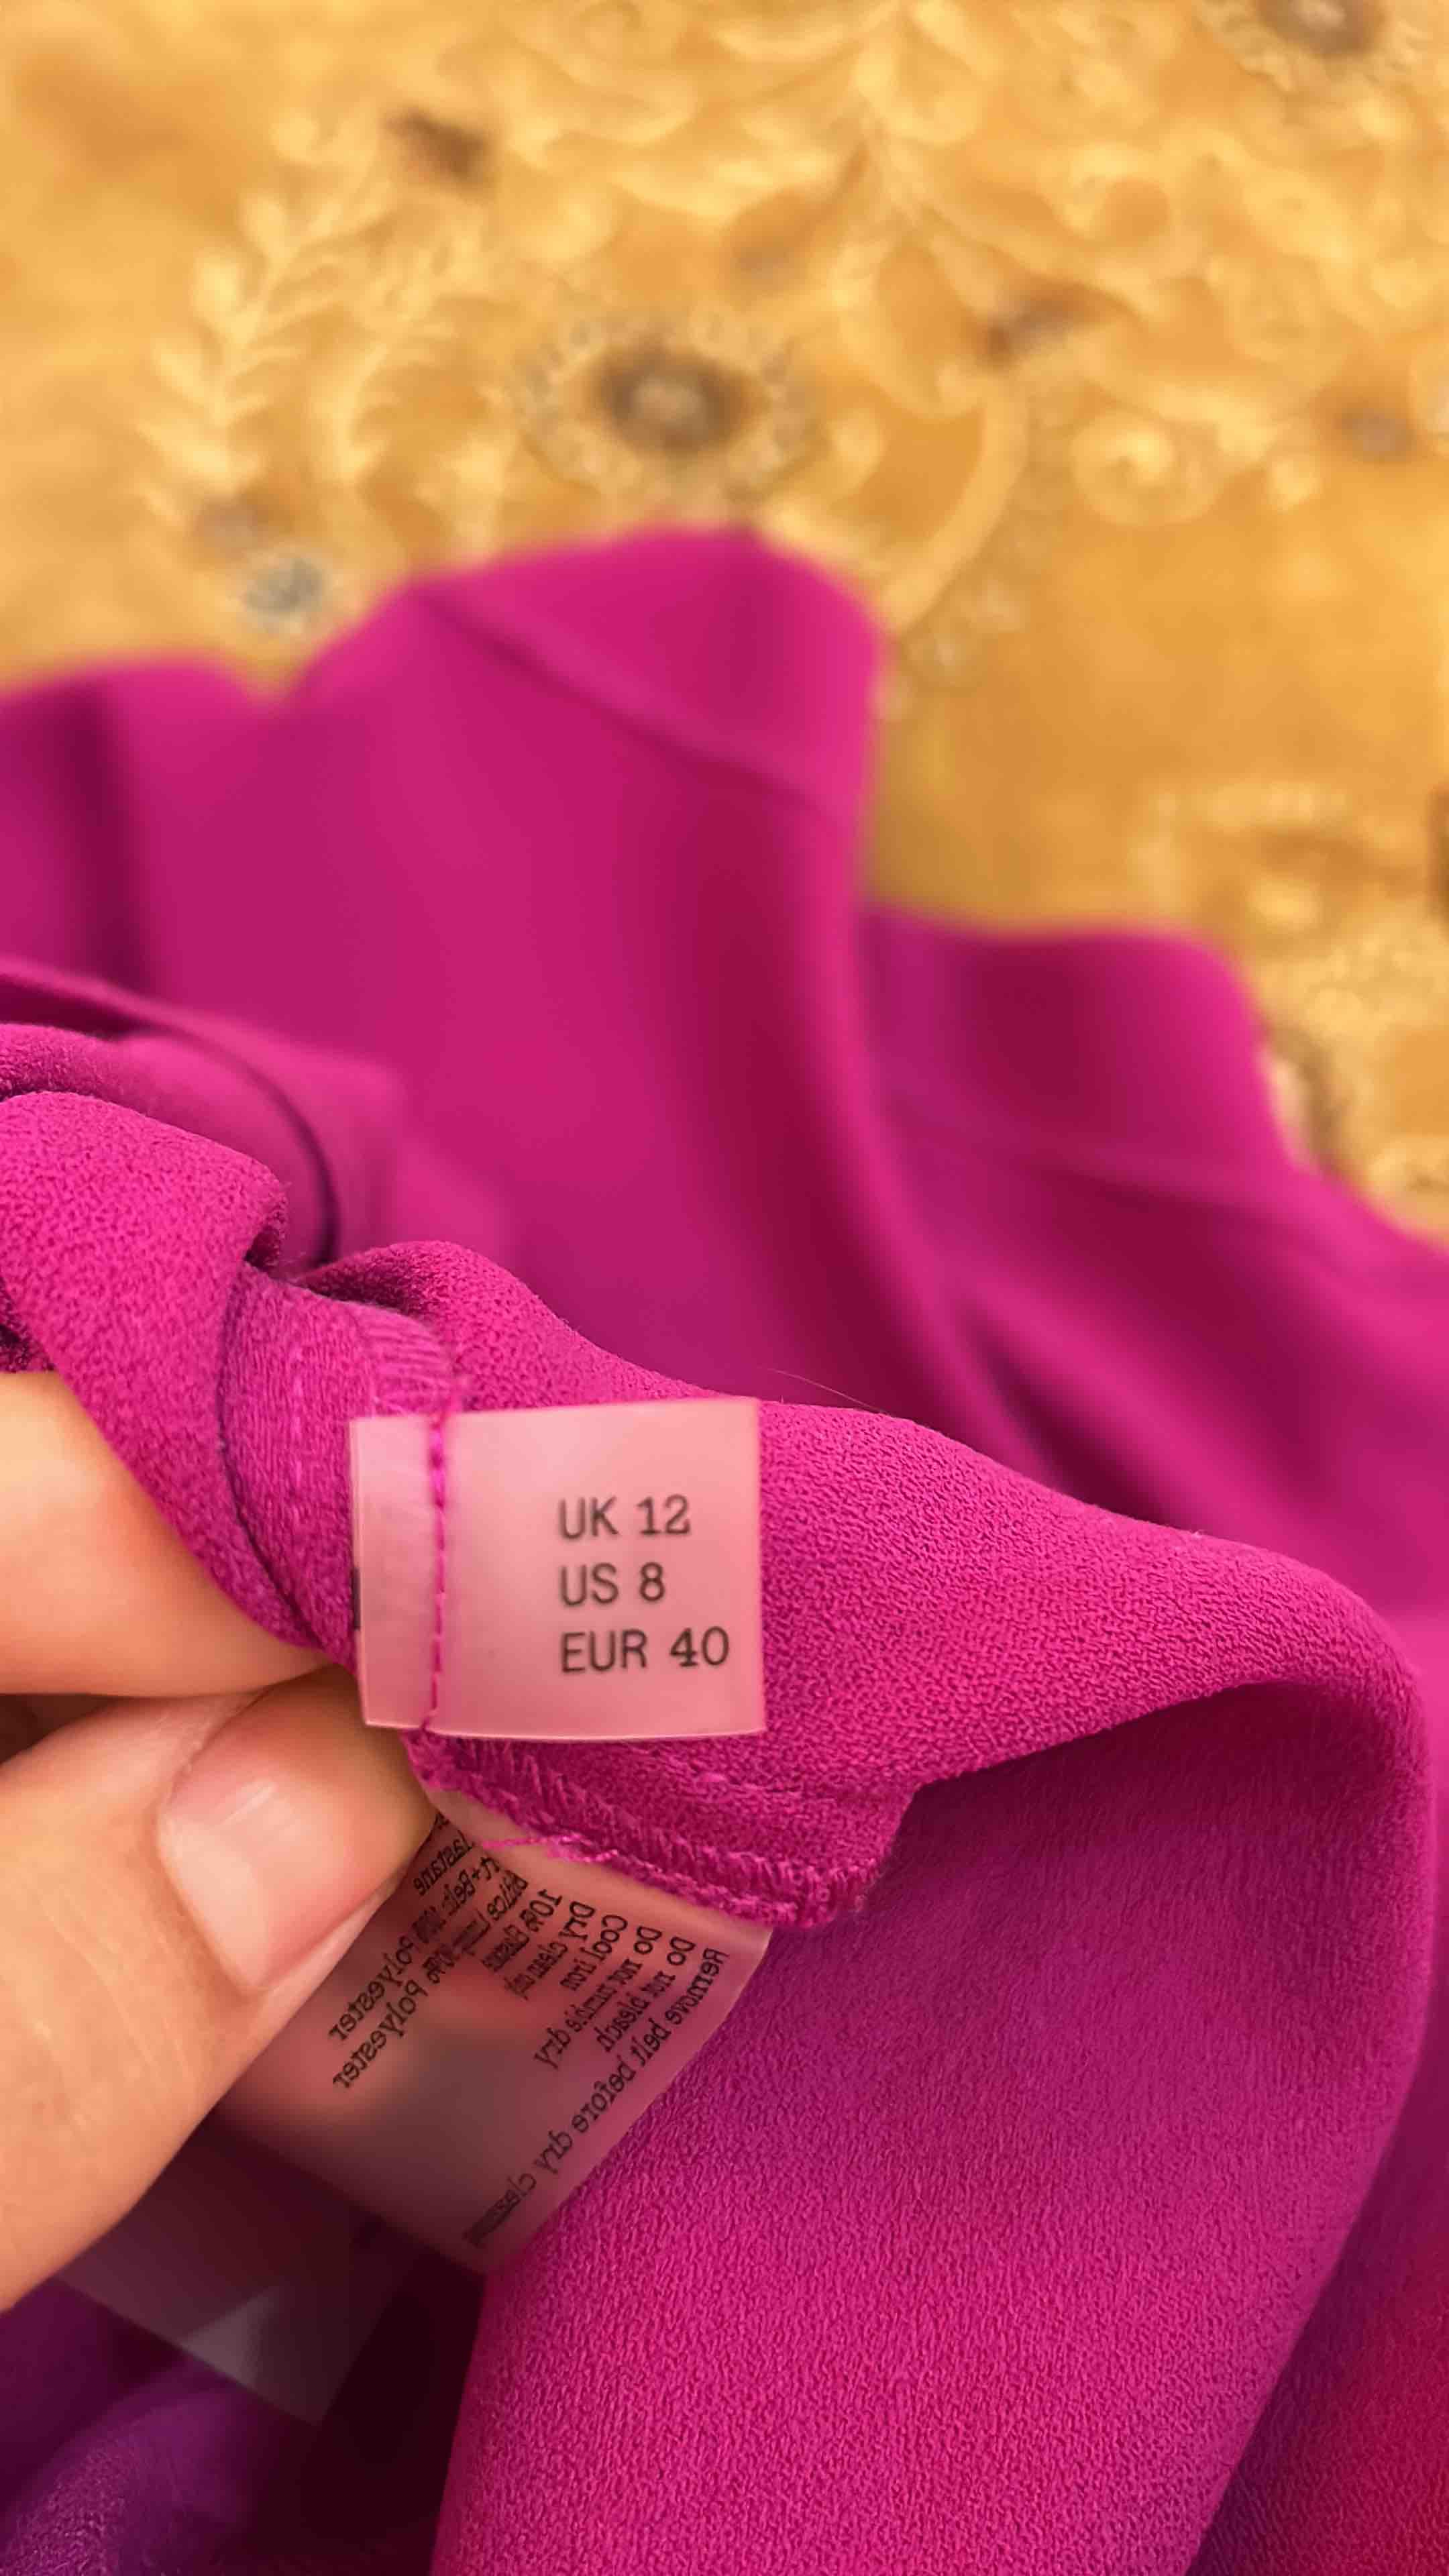 UK 12
US 8
EUR 40
Polyester
Polyester
Elastane
10%
Dry clean only
Cool iron
Do not tumble dry
Do not bleach
Remove belt before dry cleaning